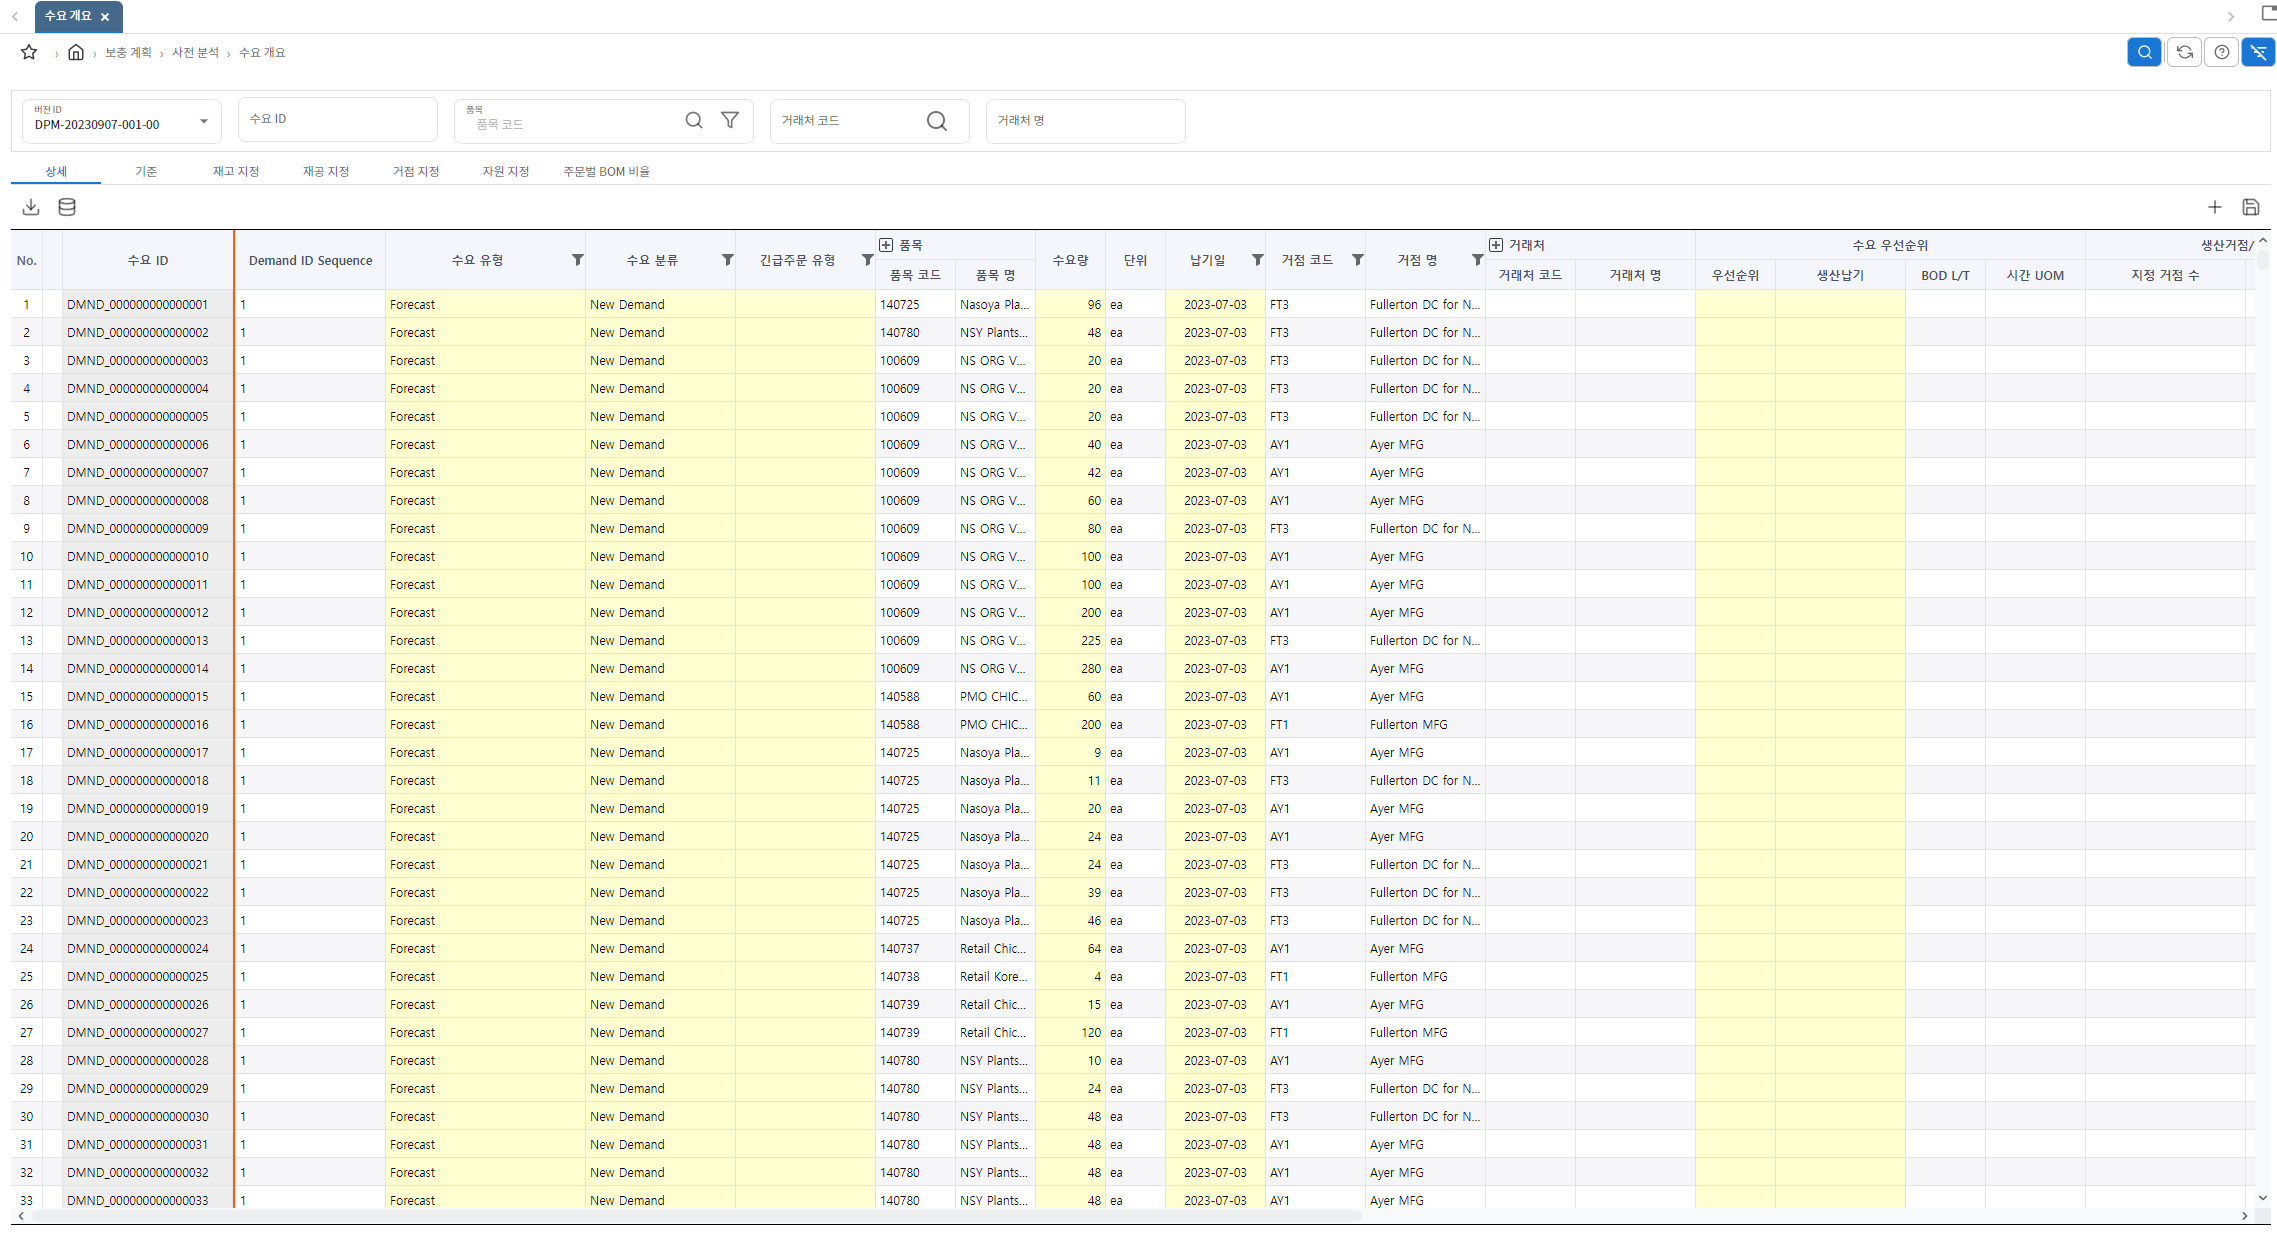 수요 개요
보충 계획 › 사전 분석 › 수요 개요
버전 ID
DPM-20230907-001-00
수요 ID
품목
품목 코드
거래처 코드
거래처 명
상세 기준 재고 지정 재공 지정 거점 지정 자원 지정 주문별 BOM 비율
No. 수요 ID Demand ID Sequence 수요 유형 수요 분류 긴급주문 유형 품목 수요량 단위 납기일 거점 코드 거점 명 거래처 수요 우선순위 생산거점/
품목 코드 품목 명 거래처 코드 거래처 명 우선순위 생산납기 BOD L/T 시간 UOM 지정 거점 수
1 DMND_000000000000001 1 Forecast New Demand 140725 Nasoya Pla... 96 ea 2023-07-03 FT3 Fullerton DC for N...
2 DMND_000000000000002 1 Forecast New Demand 140780 NSY Plants... 48 ea 2023-07-03 FT3 Fullerton DC for N...
3 DMND_000000000000003 1 Forecast New Demand 100609 NS ORG V... 20 ea 2023-07-03 FT3 Fullerton DC for N...
4 DMND_000000000000004 1 Forecast New Demand 100609 NS ORG V... 20 ea 2023-07-03 FT3 Fullerton DC for N...
5 DMND_000000000000005 1 Forecast New Demand 100609 NS ORG V... 20 ea 2023-07-03 FT3 Fullerton DC for N...
6 DMND_000000000000006 1 Forecast New Demand 100609 NS ORG V... 40 ea 2023-07-03 AY1 Ayer MFG
7 DMND_000000000000007 1 Forecast New Demand 100609 NS ORG V... 42 ea 2023-07-03 AY1 Ayer MFG
8 DMND_000000000000008 1 Forecast New Demand 100609 NS ORG V... 60 ea 2023-07-03 AY1 Ayer MFG
9 DMND_000000000000009 1 Forecast New Demand 100609 NS ORG V... 80 ea 2023-07-03 FT3 Fullerton DC for N...
10 DMND_000000000000010 1 Forecast New Demand 100609 NS ORG V... 100 ea 2023-07-03 AY1 Ayer MFG
11 DMND_000000000000011 1 Forecast New Demand 100609 NS ORG V... 100 ea 2023-07-03 AY1 Ayer MFG
12 DMND_000000000000012 1 Forecast New Demand 100609 NS ORG V... 200 ea 2023-07-03 AY1 Ayer MFG
13 DMND_000000000000013 1 Forecast New Demand 100609 NS ORG V... 225 ea 2023-07-03 FT3 Fullerton DC for N...
14 DMND_000000000000014 1 Forecast New Demand 100609 NS ORG V... 280 ea 2023-07-03 AY1 Ayer MFG
15 DMND_000000000000015 1 Forecast New Demand 140588 PMO CHIC... 60 ea 2023-07-03 AY1 Ayer MFG
16 DMND_000000000000016 1 Forecast New Demand 140588 PMO CHIC... 200 ea 2023-07-03 FT1 Fullerton MFG
17 DMND_000000000000017 1 Forecast New Demand 140725 Nasoya Pla... 9 ea 2023-07-03 AY1 Ayer MFG
18 DMND_000000000000018 1 Forecast New Demand 140725 Nasoya Pla... 11 ea 2023-07-03 FT3 Fullerton DC for N...
19 DMND_000000000000019 1 Forecast New Demand 140725 Nasoya Pla... 20 ea 2023-07-03 AY1 Ayer MFG
20 DMND_000000000000020 1 Forecast New Demand 140725 Nasoya Pla... 24 ea 2023-07-03 AY1 Ayer MFG
21 DMND_000000000000021 1 Forecast New Demand 140725 Nasoya Pla... 24 ea 2023-07-03 FT3 Fullerton DC for N...
22 DMND_000000000000022 1 Forecast New Demand 140725 Nasoya Pla... 39 ea 2023-07-03 FT3 Fullerton DC for N...
23 DMND_000000000000023 1 Forecast New Demand 140725 Nasoya Pla... 46 ea 2023-07-03 FT3 Fullerton DC for N...
24 DMND_000000000000024 1 Forecast New Demand 140737 Retail Chic... 64 ea 2023-07-03 AY1 Ayer MFG
25 DMND_000000000000025 1 Forecast New Demand 140738 Retail Kore... 4 ea 2023-07-03 FT1 Fullerton MFG
26 DMND_000000000000026 1 Forecast New Demand 140739 Retail Chic... 15 ea 2023-07-03 AY1 Ayer MFG
27 DMND_000000000000027 1 Forecast New Demand 140739 Retail Chic... 120 ea 2023-07-03 FT1 Fullerton MFG
28 DMND_000000000000028 1 Forecast New Demand 140780 NSY Plants... 10 ea 2023-07-03 AY1 Ayer MFG
29 DMND_000000000000029 1 Forecast New Demand 140780 NSY Plants... 24 ea 2023-07-03 FT3 Fullerton DC for N...
30 DMND_000000000000030 1 Forecast New Demand 140780 NSY Plants... 48 ea 2023-07-03 FT3 Fullerton DC for N...
31 DMND_000000000000031 1 Forecast New Demand 140780 NSY Plants... 48 ea 2023-07-03 AY1 Ayer MFG
32 DMND_000000000000032 1 Forecast New Demand 140780 NSY Plants... 48 ea 2023-07-03 AY1 Ayer MFG
33 DMND_000000000000033 1 Forecast New Demand 140780 NSY Plants... 48 ea 2023-07-03 AY1 Ayer MFG